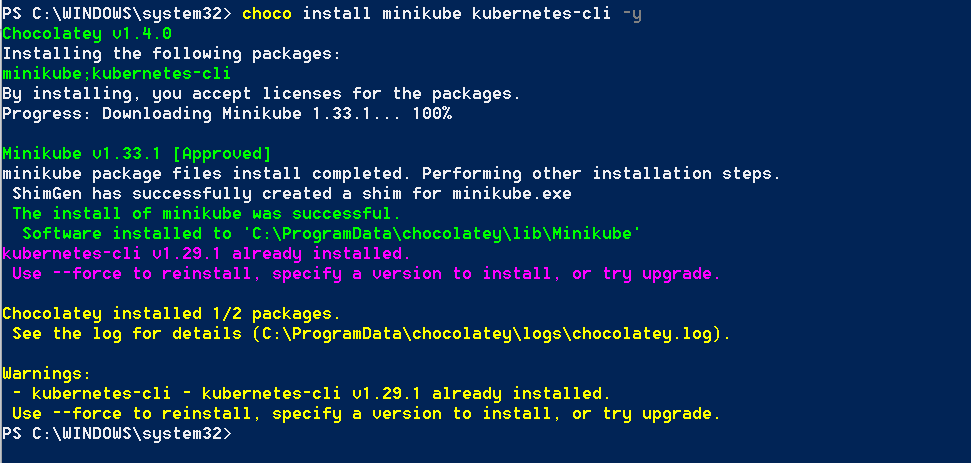 PS C:\WINDOWS\system32> choco install minikube kubernetes-cli -y
Chocolatey v1.4.0
Installing the following packages:
minikube;kubernetes-cli
By installing, you accept licenses for the packages.
Progress: Downloading Minikube 1.33.1... 100%
Minikube v1.33.1 [Approved]
minikube package files install completed. Performing other installation steps.
ShimGen has successfully created a shim for minikube.exe
The install of minikube was successful.
Software installed to 'C:\ProgramData\chocolatey\lib\Minikube'
kubernetes-cli v1.29.1 already installed.
Use --force to reinstall, specify a version to install, or try upgrade.
Chocolatey installed 1/2 packages.
See the log for details (C:\ProgramData\chocolatey\logs\chocolatey.log).
Warnings:
- kubernetes-cli - kubernetes-cli v1.29.1 already installed.
Use --force to reinstall, specify a version to install, or try upgrade.
PS C:\WINDOWS\system32>